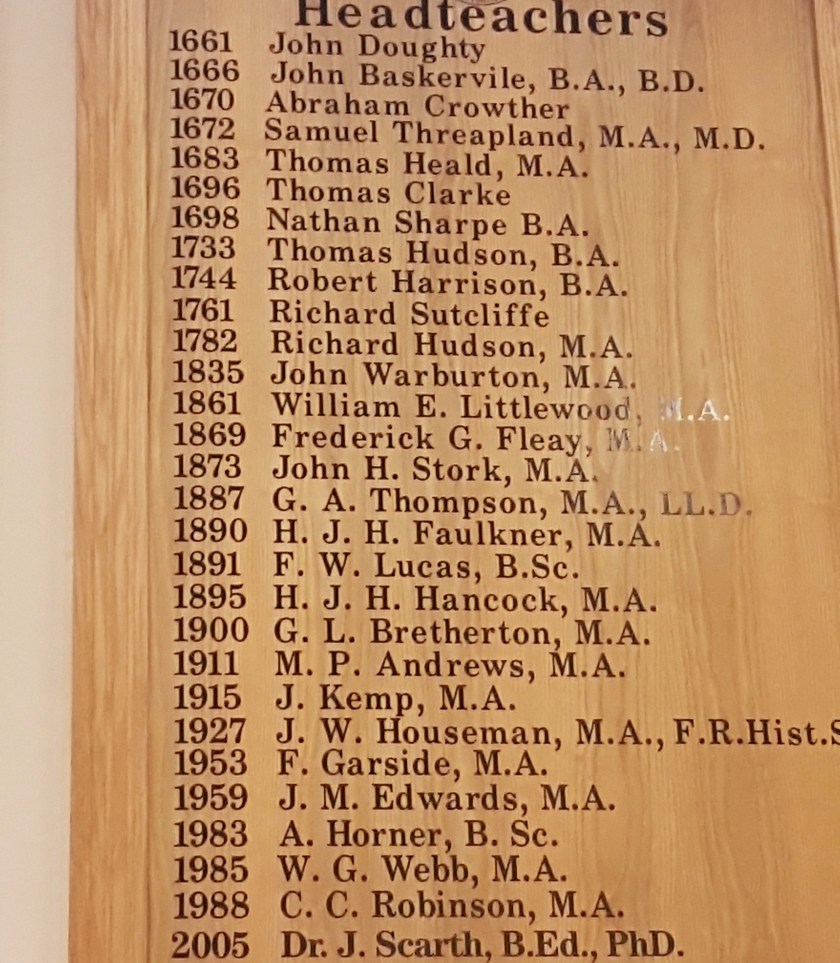 Headteachers
1661 John Doughty
1666 John Baskervile, B.A., B.D.
1670 Abraham Crowther
1672 Samuel Threapland, M.A., M.D.
1683 Thomas Heald, M.A.
1696 Thomas Clarke
1698 Nathan Sharpe B.A.
1733 Thomas Hudson, B.A.
1744 Robert Harrison, B.A.
1761 Richard Sutcliffe
1782 Richard Hudson, M.A.
1835 John Warburton, M.A.
1861 William E. Littlewood, M.A.
1869 Frederick G. Fleay, M.A.
1873 John H. Stork, M.A.
1887 G. A. Thompson, M.A., LL.D.
1890 H. J. H. Faulkner, M.A.
1891 F. W. Lucas, B.Sc.
1895 H. J. H. Hancock, M.A.
1900 G. L. Bretherton, M.A.
1911 M. P. Andrews, M.A.
1915 J. Kemp, M.A.
1927 J. W. Houseman, M.A., F.R.Hist.S
1953 F. Garside, M.A.
1959 J. M. Edwards, M.A.
1983 A. Horner, B. Sc.
1985 W. G. Webb, M.A.
1988 C. C. Robinson, M.A.
2005 Dr. J. Scarth, B.Ed., PhD.